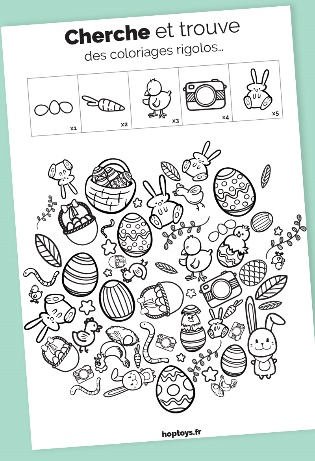 Cherche et trouve
des coloriages rigolos...
x1 x2 x3 x4 x5
hoptoys.fr